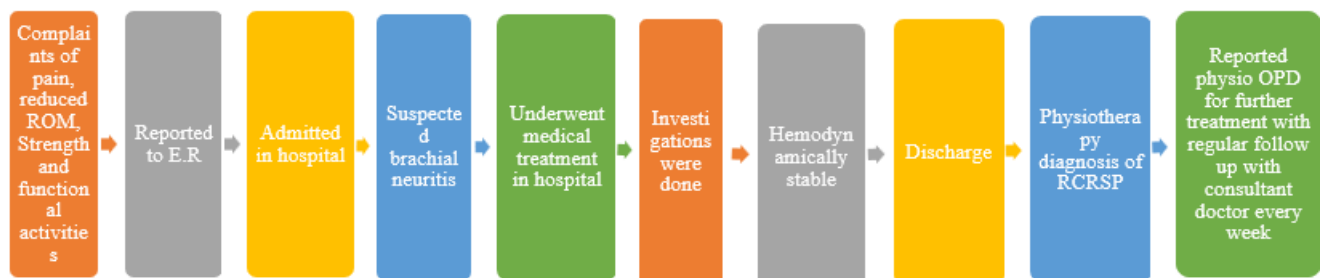 Complai
nts of
pain,
reduced
ROM,
Strength
and
function
al
activitie
s
Reported
to E.R
Admitted
in hospital
Suspecte
d
brachial
neuritis
Underwent
medical
treatment
in hospital
Investi
gations
were
done
Hemodyn
amically
stable
Discharge
Physiothera
py
diagnosis of
RCRSP
Reported
physio OPD
for further
treatment with
regular follow
up with
consultant
doctor every
week